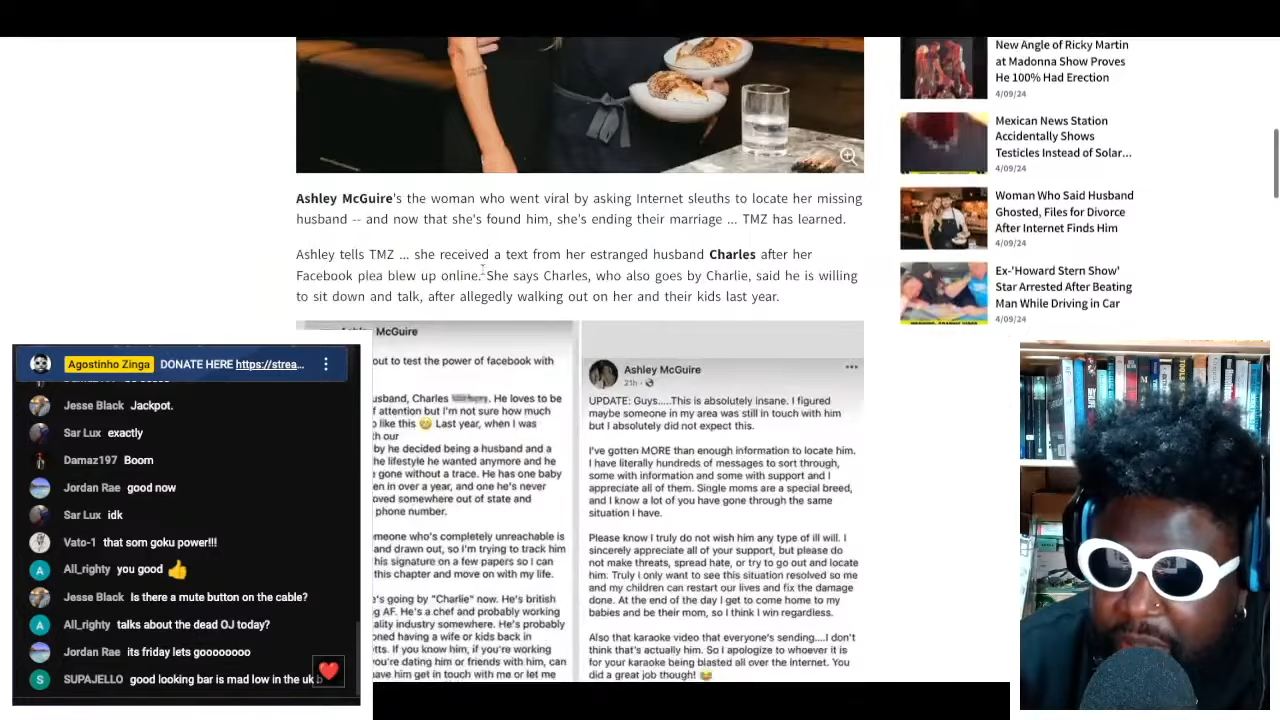 New Angle of Ricky Martin
at Madonna Show Proves
He 100% Had Erection
4/09/24
Mexican News Station
Accidentally Shows
Testicles Instead of Solar...
4/09/24
Woman Who Said Husband
Ghosted, Files for Divorce
After Internet Finds Him
4/09/24
Ex-'Howard Stern Show'
Star Arrested After Beating
Man While Driving in Car
4/09/24
Ashley McGuire's the woman who went viral by asking Internet sleuths to locate her missing
husband -- and now that she's found him, she's ending their marriage ... TMZ has learned.
Ashley tells TMZ ... she received a text from her estranged husband Charles after her
Facebook plea blew up online. She says Charles, who also goes by Charlie, said he is willing
to sit down and talk, after allegedly walking out on her and their kids last year.
McGuire
out to test the power of facebook with
usband, Charles
. He loves to be
f attention but I'm not sure how much
like this 😅 Last year, when I was
h our
by he decided being a husband and a
he lifestyle he wanted anymore and he
gone without a trace. He has one baby
en in over a year, and one he's never
oved somewhere out of state and
phone number.
meone who's completely unreachable is
and drawn out, so I'm trying to track him
his signature on a few papers so I can
this chapter and move on with my life.
e's going by "Charlie" now. He's british
g AF. He's a chef and probably working
ality industry somewhere. He's probably
oned having a wife or kids back in
tts. If you know him, if you're working
you're dating him or friends with him, can
ave him get in touch with me or let me
Ashley McGuire
21h
UPDATE: Guys.....This is absolutely insane. I figured
maybe someone in my area was still in touch with him
but I absolutely did not expect this.
I've gotten MORE than enough information to locate him.
I have literally hundreds of messages to sort through,
some with information and some with support and I
appreciate all of them. Single moms are a special breed,
and I know a lot of you have gone through the same
situation I have.
Please know I truly do not wish him any type of ill will. I
sincerely appreciate all of your support, but please do
not make threats, spread hate, or try to go out and locate
him. Truly I only want to see this situation resolved so me
and my children can restart our lives and fix the damage
done. At the end of the day I get to come home to my
babies and be their mom, so I think I win regardless.
Also that karaoke video that everyone's sending....I don't
think that's actually him. So I apologize to whoever it is
for your karaoke being blasted all over the internet. You
did a great job though! 😂
Agostinho Zinga DONATE HERE https://strea...
Jesse Black Jackpot.
Sar Lux exactly
Damaz197 Boom
Jordan Rae good now
Sar Lux idk
Vato-1 that som goku power!!!
A All_righty you good 👍
Jesse Black Is there a mute button on the cable?
A All_righty talks about the dead OJ today?
Jordan Rae its friday lets gooooooo
S SUPAJELLO good looking bar is mad low in the uk
TOOLS